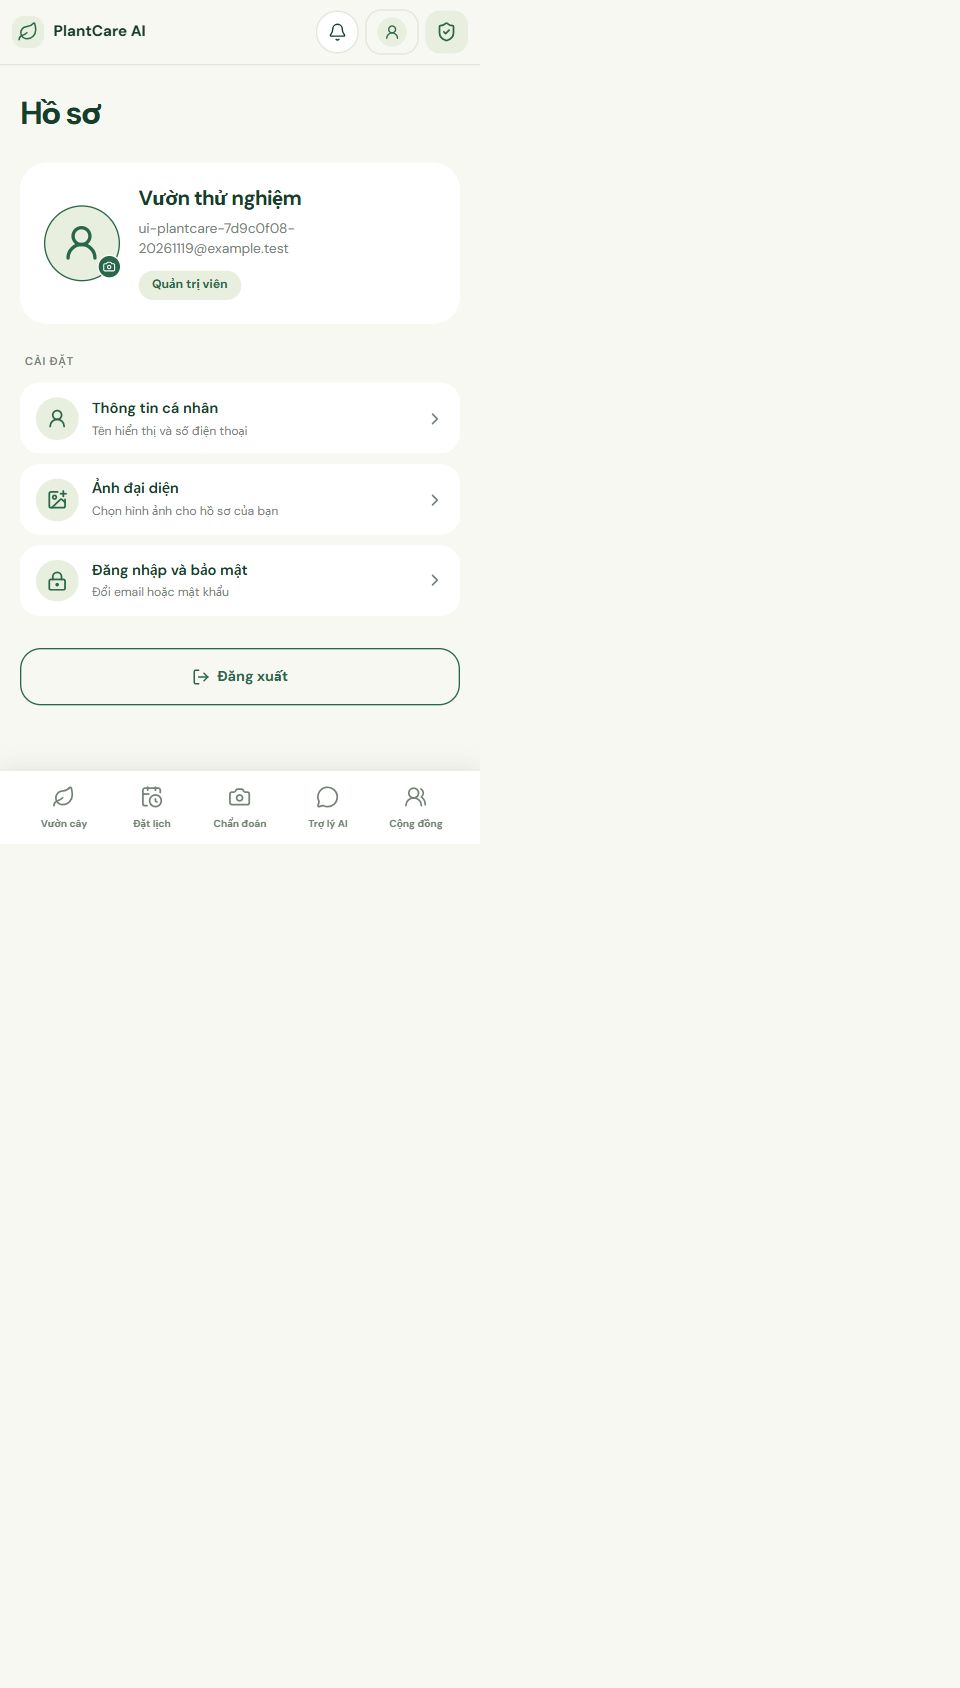 PlantCare AI
Hồ sơ
Vườn thử nghiệm
ui-plantcare-7d9c0f08-
20261119@example.test
Quản trị viên
CÀI ĐẶT
Thông tin cá nhân
Tên hiển thị và số điện thoại
Ảnh đại diện
Chọn hình ảnh cho hồ sơ của bạn
Đăng nhập và bảo mật
Đổi email hoặc mật khẩu
Đăng xuất
Vườn cây
Đặt lịch
Chẩn đoán
Trợ lý AI
Cộng đồng